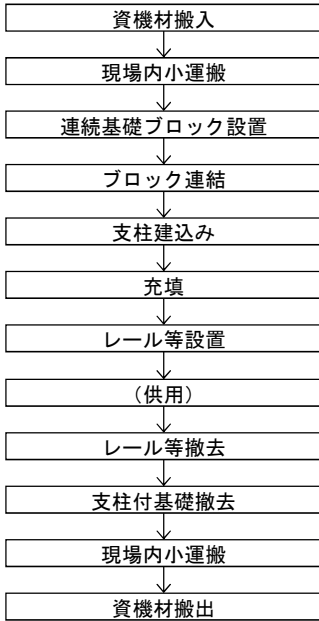 資機材搬入
現場内小運搬
連続基礎ブロック設置
ブロック連結
支柱建込み
充填
レール等設置
（供用）
レール等撤去
支柱付基礎撤去
現場内小運搬
資機材搬出